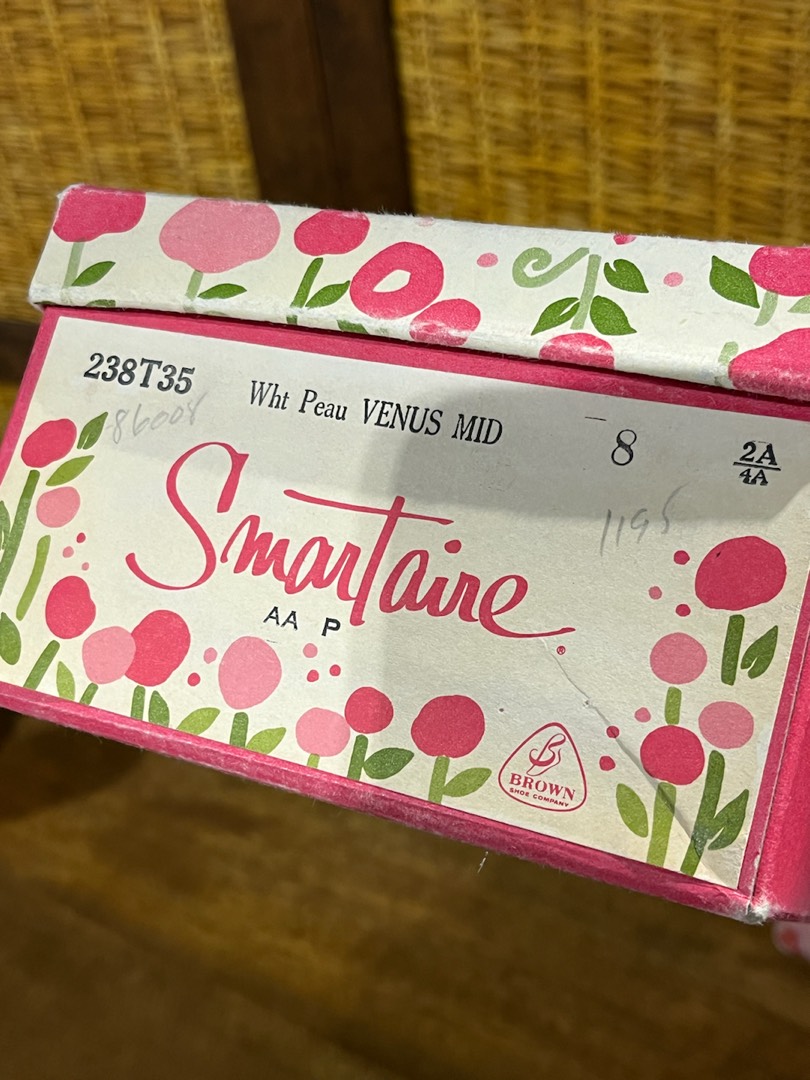 238T35 Wht Peau VENUS MID 8 2A
4A
86008
1195
Smartaire®
AA P
B
BROWN
SHOE COMPANY